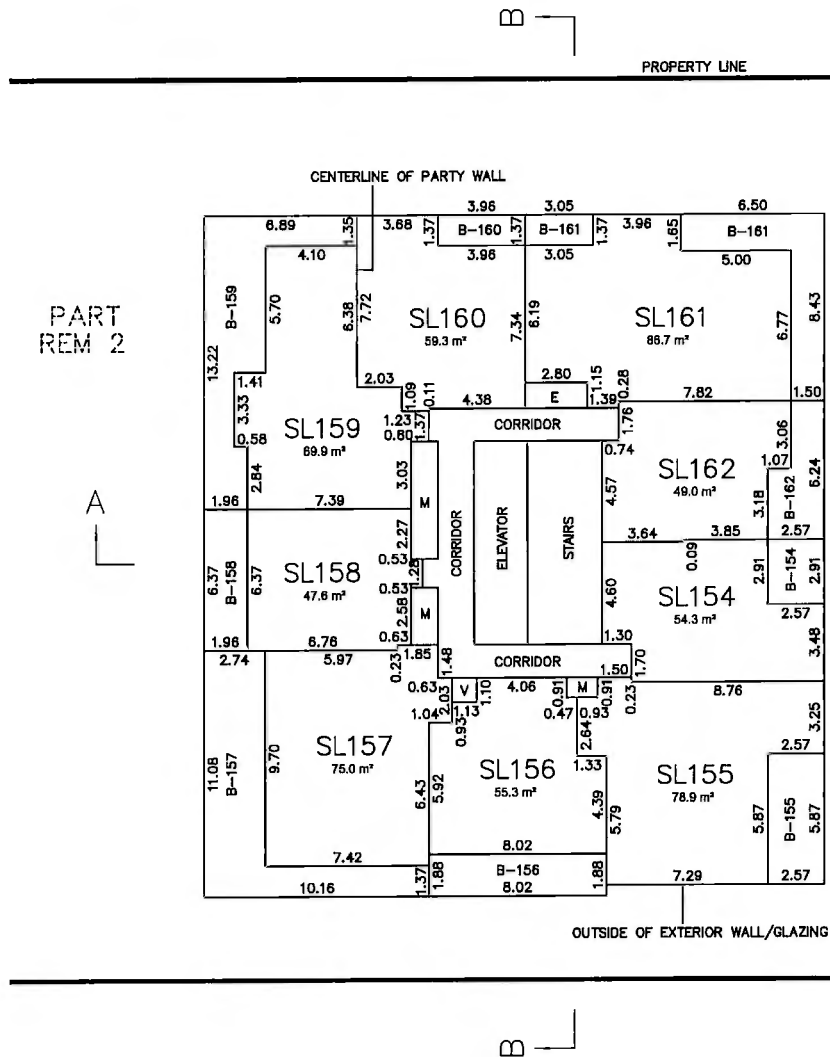 B
PROPERTY LINE
CENTERLINE OF PARTY WALL
3.96 3.05 6.50
6.89 1.35 3.68 1.37 B-160 1.37 B-161 1.37 3.96 1.65 B-161
4.10 3.96 3.05 5.00
PART
REM 2
B-159 5.70 6.38 7.72 SL160 7.34 6.19 SL161 6.77 8.43
59.3 m² 86.7 m²
13.22
1.41 2.03 2.80 1.15 0.28
1.09 0.11 4.38 E 1.39 7.82 1.50
3.33 1.23 1.37 CORRIDOR 1.76
0.58 SL159 0.80 0.74 SL162 3.06
69.9 m² 49.0 m² 1.07 6.24
2.84 3.03 4.57 3.18 B-162
A
1.96 7.39 M CORRIDOR ELEVATOR STAIRS
2.27 3.64 3.85 2.57
0.09
6.37 B-158 6.37 SL158 0.53 1.28 2.91 B-154 2.91
47.6 m² 0.53 4.60 SL154
2.58 M 54.3 m² 2.57
1.96 6.76 0.63 1.30 3.48
2.74 5.97 0.23 1.85 1.48 CORRIDOR 1.70
1.50
0.63 V 1.10 4.06 0.91 M 0.91 0.23 8.76
2.03 1.13 0.47 0.93 3.25
1.04 0.93 2.64
9.70 SL157 SL156 1.33 SL155 2.57
75.0 m² 55.3 m² 78.9 m²
11.08 B-157 6.43 5.92 4.39 5.79 5.87 B-155 5.87
8.02
7.42 B-156
10.16 1.37 1.88 8.02 1.88 7.29 2.57
OUTSIDE OF EXTERIOR WALL/GLAZING
B